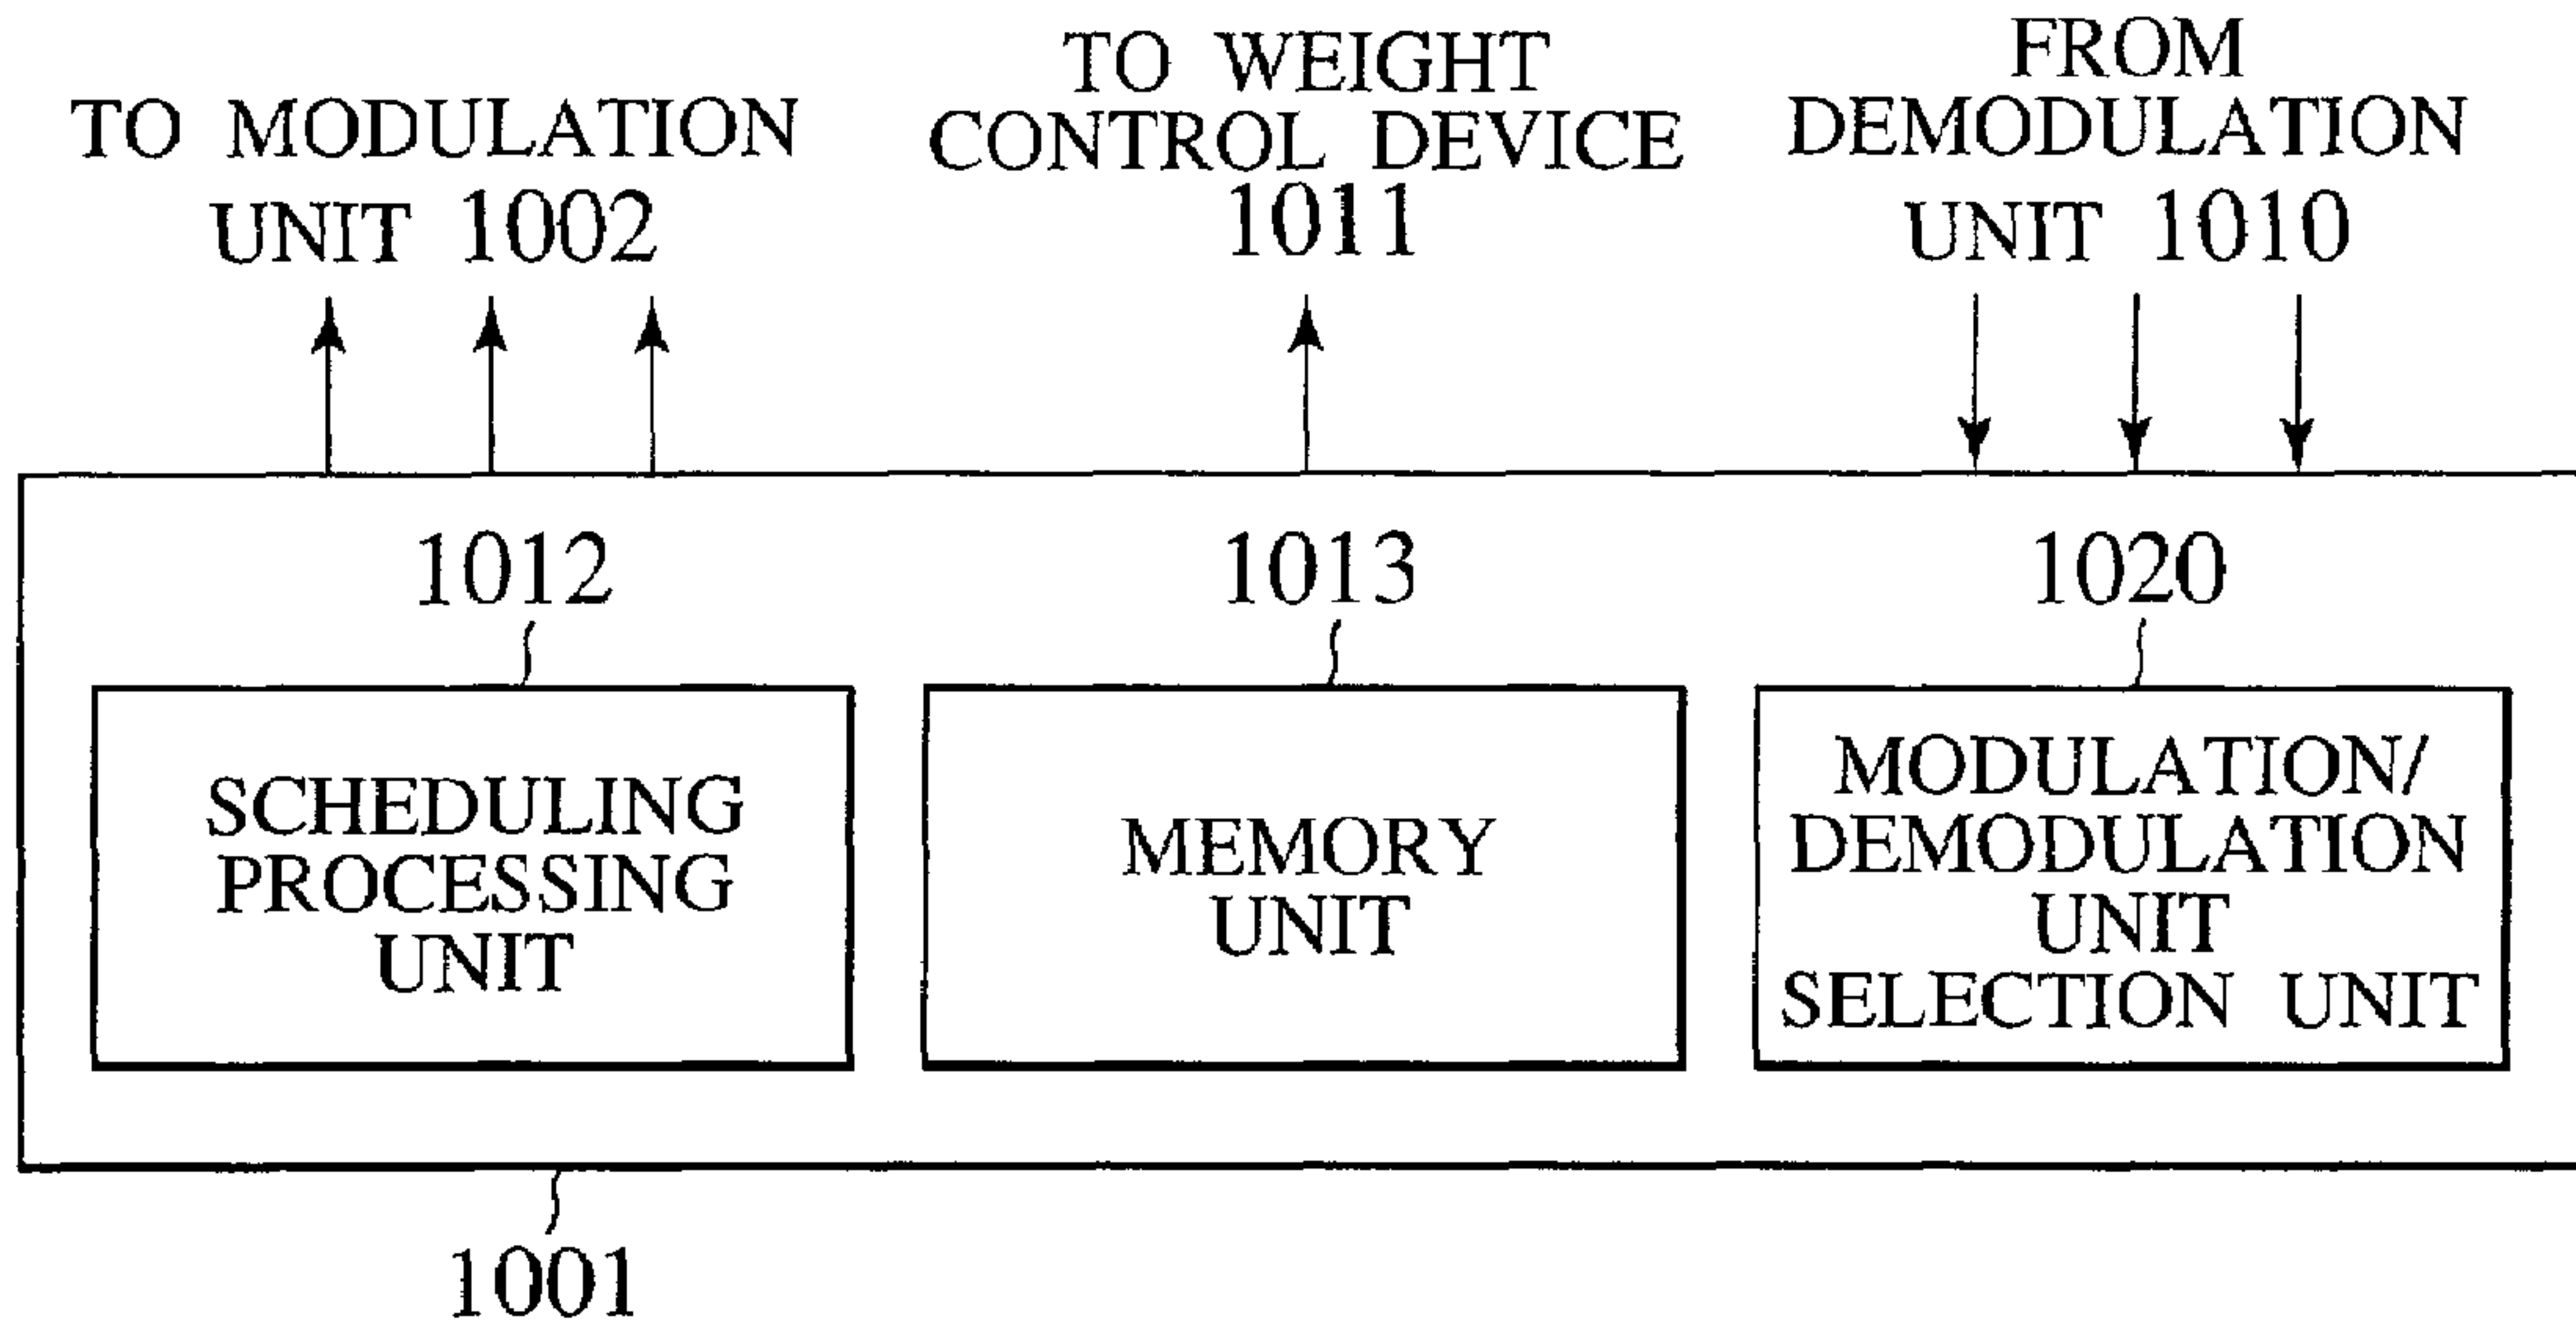 TO MODULATION
UNIT 1002
TO WEIGHT
CONTROL DEVICE
1011
FROM
DEMODULATION
UNIT 1010
1012
1013
1020
SCHEDULING
PROCESSING
UNIT
MEMORY
UNIT
MODULATION/
DEMODULATION
UNIT
SELECTION UNIT
1001